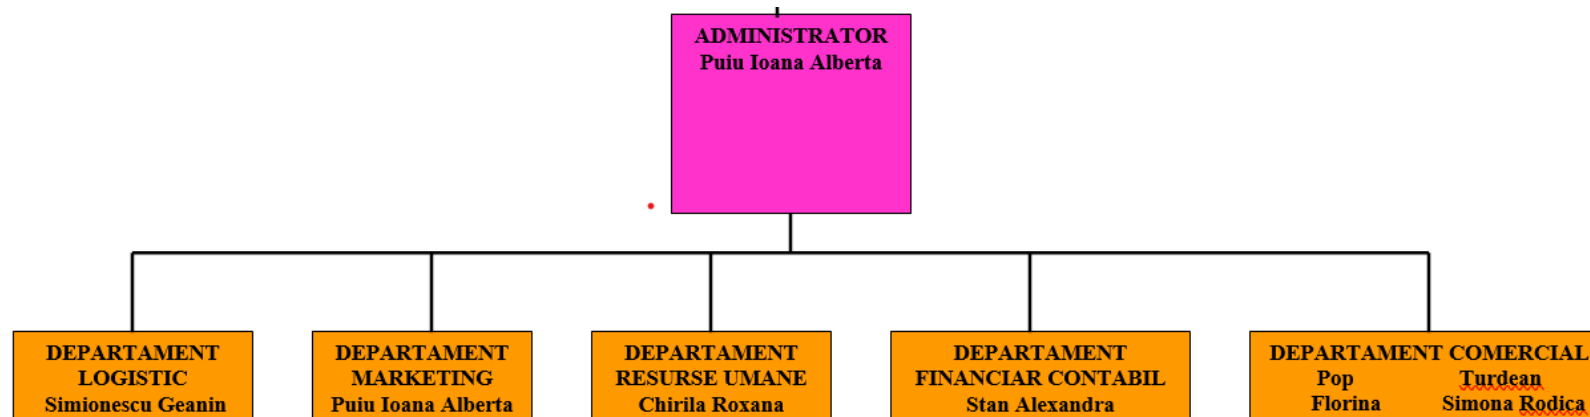 ADMINISTRATOR
Puiu Ioana Alberta
DEPARTAMENT
LOGISTIC
Simionescu Geanin
DEPARTAMENT
MARKETING
Puiu Ioana Alberta
DEPARTAMENT
RESURSE UMANE
Chirila Roxana
DEPARTAMENT
FINANCIAR CONTABIL
Stan Alexandra
DEPARTAMENT COMERCIAL
Pop Turdean
Florina Simona Rodica